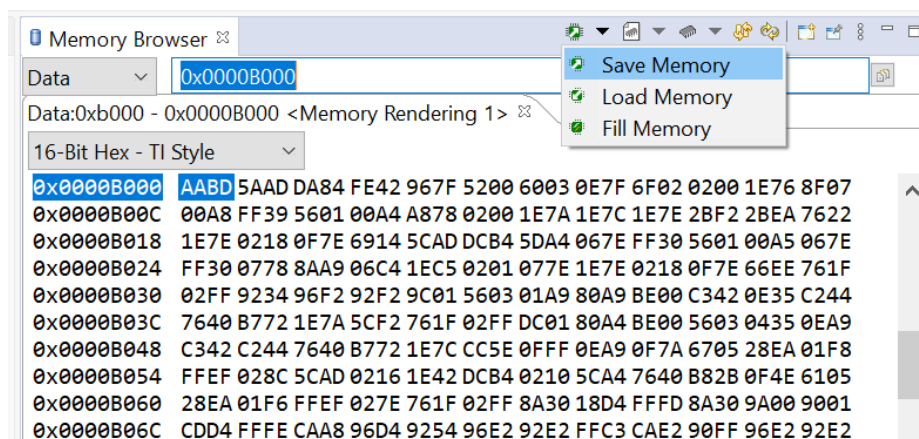 Memory Browser
Save Memory
Load Memory
Fill Memory
Data
0x0000B000
Data:0xb000 - 0x0000B000 <Memory Rendering 1>
16-Bit Hex - TI Style
0x0000B000 AABD 5AAD DA84 FE42 967F 5200 6003 0E7F 6F02 0200 1E76 8F07
0x0000B00C 00A8 FF39 5601 00A4 A878 0200 1E7A 1E7C 1E7E 2BF2 2BEA 7622
0x0000B018 1E7E 0218 0F7E 6914 5CAD DCB4 5DA4 067E FF30 5601 00A5 067E
0x0000B024 FF30 0778 8AA9 06C4 1EC5 0201 077E 1E7E 0218 0F7E 66EE 761F
0x0000B030 02FF 9234 96F2 92F2 9C01 5603 01A9 80A9 BE00 C342 0E35 C244
0x0000B03C 7640 B772 1E7A 5CF2 761F 02FF DC01 80A4 BE00 5603 0435 0EA9
0x0000B048 C342 C244 7640 B772 1E7C CC5E 0FFF 0EA9 0F7A 6705 28EA 01F8
0x0000B054 FFEF 028C 5CAD 0216 1E42 DCB4 0210 5CA4 7640 B82B 0F4E 6105
0x0000B060 28EA 01F6 FFEF 027E 761F 02FF 8A30 18D4 FFFD 8A30 9A00 9001
0x0000B06C CDD4 FFFE CAA8 96D4 9254 96E2 92E2 FFC3 CAE2 90FF 96E2 92E2